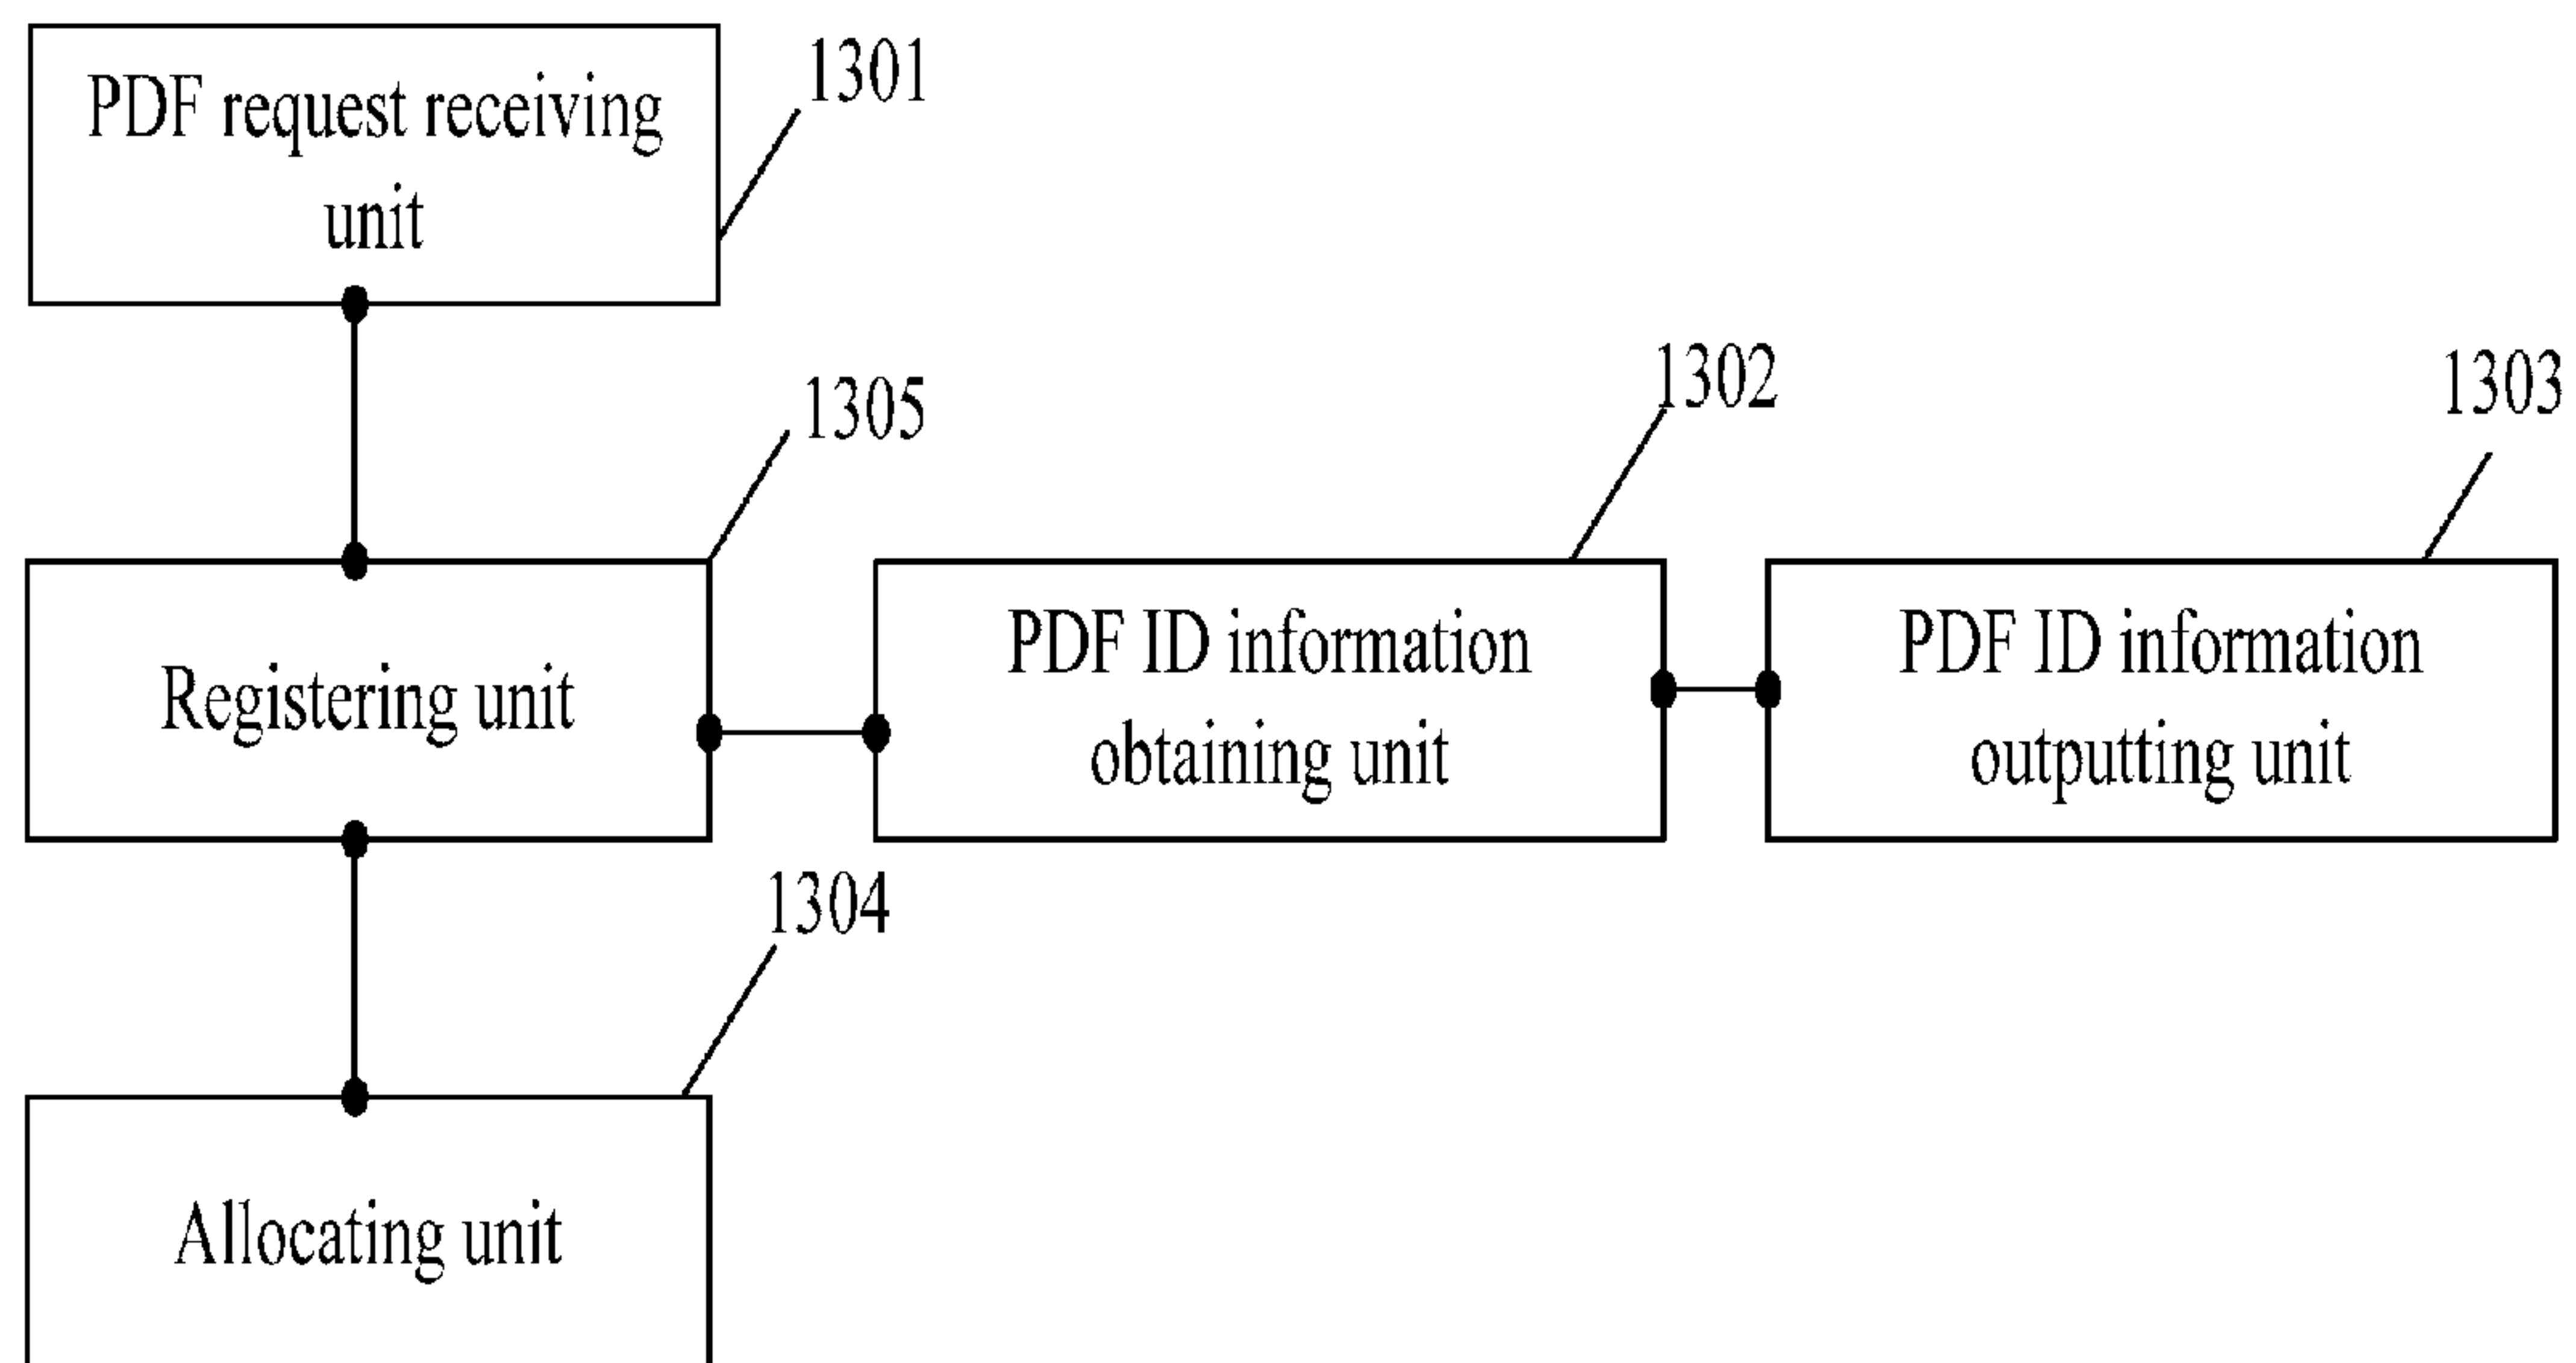 PDF request receiving
unit
1301
1305
Registering unit
1302
PDF ID information
obtaining unit
1303
PDF ID information
outputting unit
1304
Allocating unit